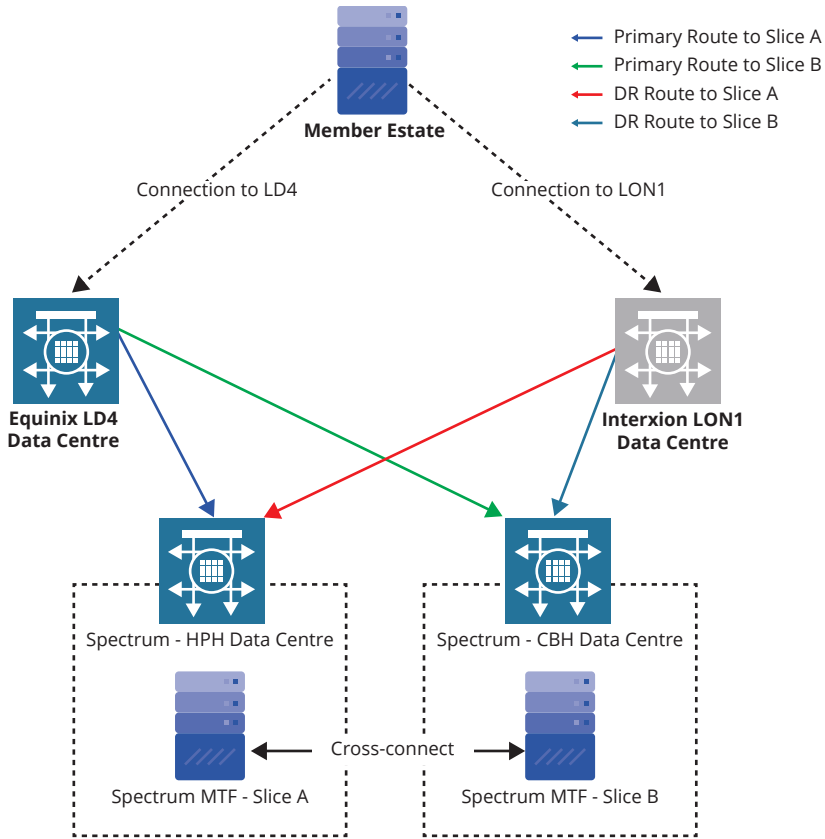 Primary Route to Slice A
Primary Route to Slice B
DR Route to Slice A
DR Route to Slice B
Member Estate
Connection to LD4
Connection to LON1
Equinix LD4
Data Centre
Interxion LON1
Data Centre
Spectrum - HPH Data Centre
Spectrum - CBH Data Centre
Cross-connect
Spectrum MTF - Slice A
Spectrum MTF - Slice B